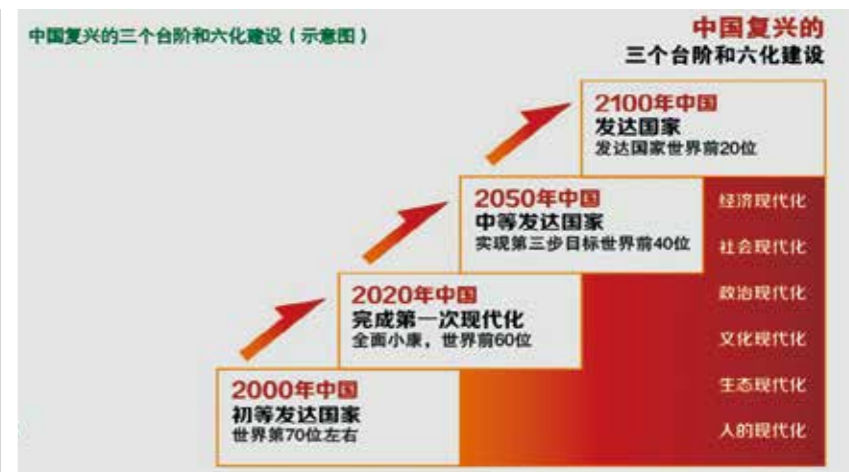 中国复兴的三个台阶和六化建设（示意图）
中国复兴的
三个台阶和六化建设
2100年中国
发达国家
发达国家世界前20位
2050年中国
中等发达国家
实现第三步目标世界前40位
2020年中国
完成第一次现代化
全面小康，世界前60位
2000年中国
初等发达国家
世界第70位左右
经济现代化
社会现代化
政治现代化
文化现代化
生态现代化
人的现代化